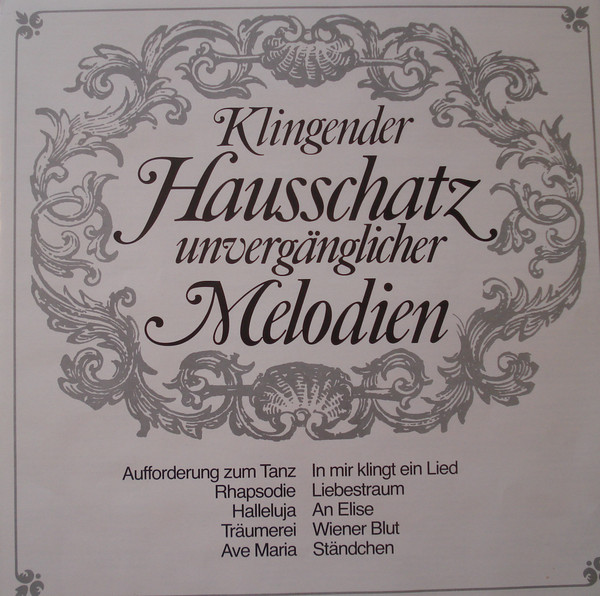 Klingender
Hausschatz
unvergänglicher
Melodien
Aufforderung zum Tanz In mir klingt ein Lied
Rhapsodie Liebestraum
Halleluja An Elise
Träumerei Wiener Blut
Ave Maria Ständchen